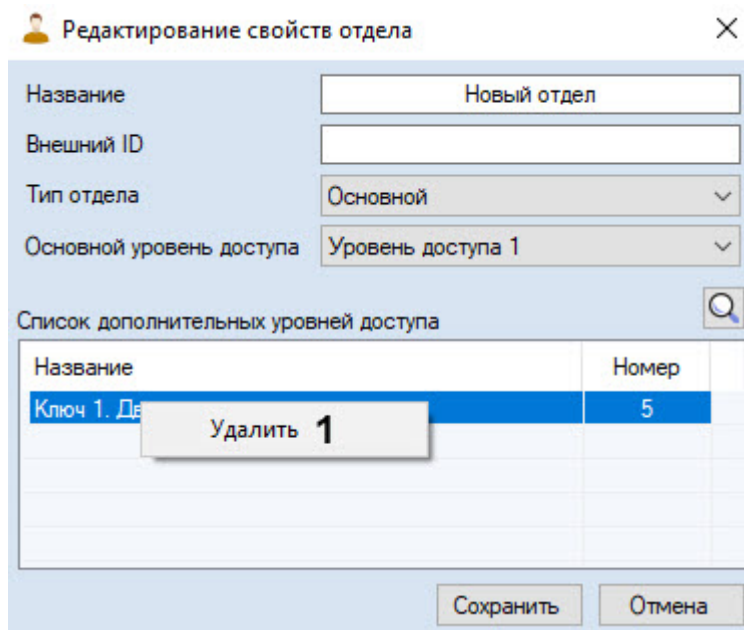 Редактирование свойств отдела
Название Новый отдел
Внешний ID
Тип отдела Основной
Основной уровень доступа Уровень доступа 1
Список дополнительных уровней доступа
Название Номер
Ключ 1. 5
Удалить 1
Сохранить Отмена